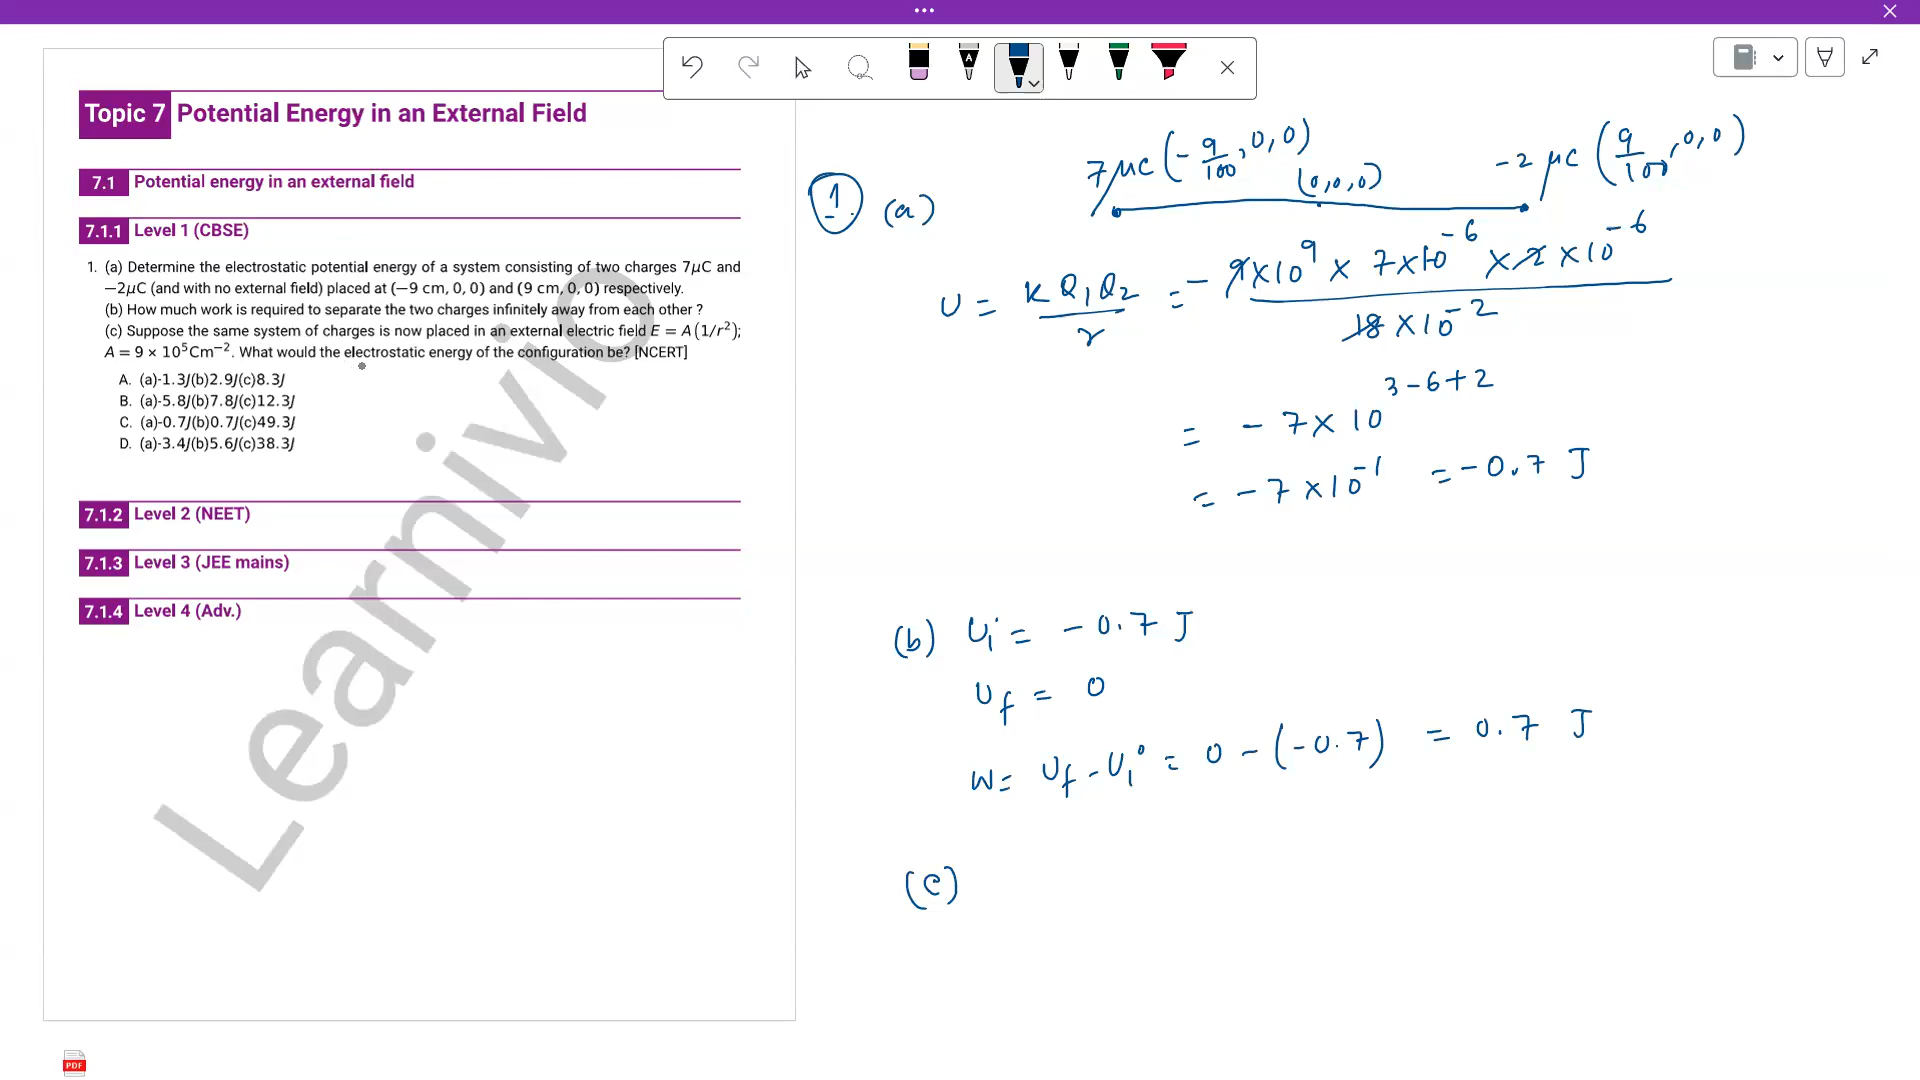 Topic 7 Potential Energy in an External Field
7.1 Potential energy in an external field
7.1.1 Level 1 (CBSE)
1. (a) Determine the electrostatic potential energy of a system consisting of two charges 7μC and
−2μC (and with no external field) placed at (−9 cm, 0, 0) and (9 cm, 0, 0) respectively.
(b) How much work is required to separate the two charges infinitely away from each other ?
(c) Suppose the same system of charges is now placed in an external electric field E = A(1/r²);
A = 9 × 10⁵Cm⁻². What would the electrostatic energy of the configuration be? [NCERT]
A. (a)-1.3J(b)2.9J(c)8.3J
B. (a)-5.8J(b)7.8J(c)12.3J
C. (a)-0.7J(b)0.7J(c)49.3J
D. (a)-3.4J(b)5.6J(c)38.3J
7.1.2 Level 2 (NEET)
7.1.3 Level 3 (JEE mains)
7.1.4 Level 4 (Adv.)
Learnivio
PDF
A
1. (a)
7μC (-9/100, 0, 0) (0,0,0) -2 μC (9/100, 0, 0)
U = KQ₁Q₂/r = - 9×10⁹ × 7×10⁻⁶ × 2 ×10⁻⁶ / 18 ×10⁻²
= - 7× 10³⁻⁶⁺²
= - 7 ×10⁻¹ = -0.7 J
(b) Ui = - 0.7 J
Uf = 0
W = Uf - Ui = 0 - (-0.7) = 0.7 J
(c)